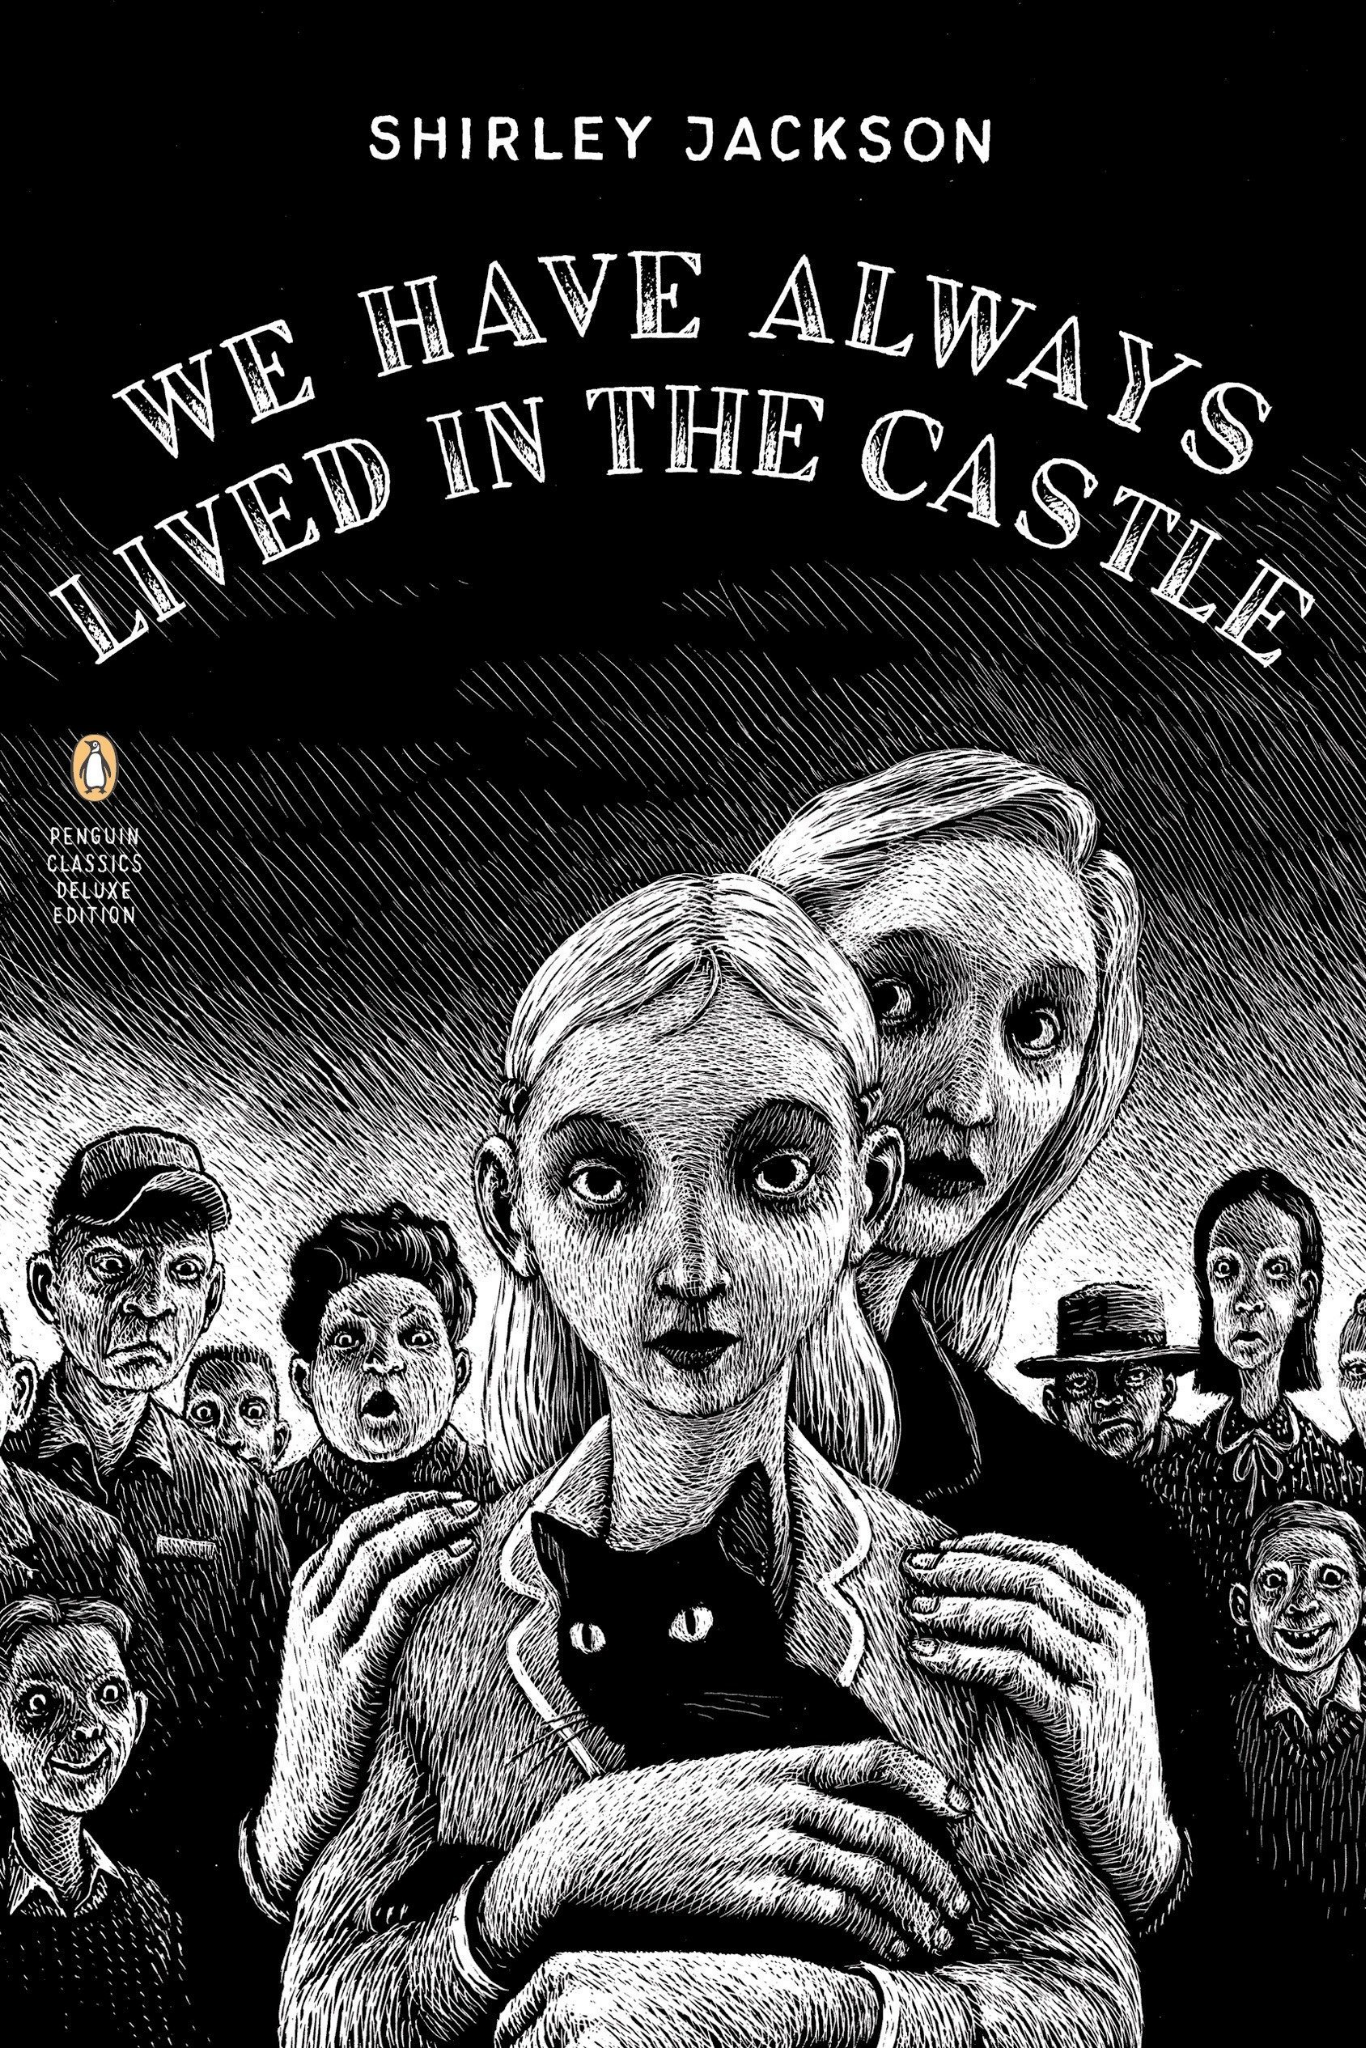 SHIRLEY JACKSON
WE HAVE ALWAYS
LIVED IN THE CASTLE
PENGUIN
CLASSICS
DELUXE
EDITION